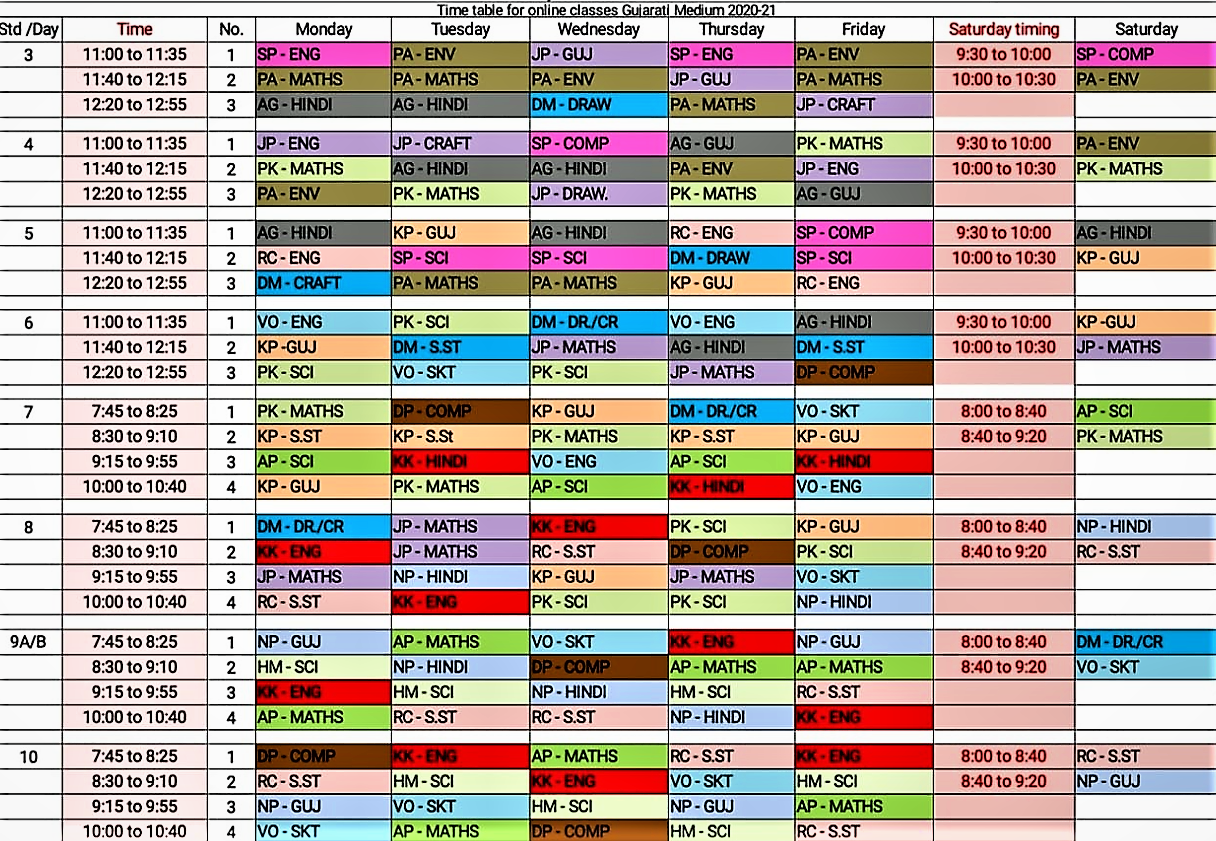 Time table for online classes Gujarati Medium 2020-21
Std /Day Time No. Monday Tuesday Wednesday Thursday Friday Saturday timing Saturday
3 11:00 to 11:35 1 SP - ENG PA - ENV JP - GUJ SP - ENG PA - ENV 9:30 to 10:00 SP - COMP
11:40 to 12:15 2 PA - MATHS PA - MATHS PA - ENV JP - GUJ PA - MATHS 10:00 to 10:30 PA - ENV
12:20 to 12:55 3 AG - HINDI AG - HINDI DM - DRAW PA - MATHS JP - CRAFT
4 11:00 to 11:35 1 JP - ENG JP - CRAFT SP - COMP AG - GUJ PK - MATHS 9:30 to 10:00 PA - ENV
11:40 to 12:15 2 PK - MATHS AG - HINDI AG - HINDI PA - ENV JP - ENG 10:00 to 10:30 PK - MATHS
12:20 to 12:55 3 PA - ENV PK - MATHS JP - DRAW. PK - MATHS AG - GUJ
5 11:00 to 11:35 1 AG - HINDI KP - GUJ AG - HINDI RC - ENG SP - COMP 9:30 to 10:00 AG - HINDI
11:40 to 12:15 2 RC - ENG SP - SCI SP - SCI DM - DRAW SP - SCI 10:00 to 10:30 KP - GUJ
12:20 to 12:55 3 DM - CRAFT PA - MATHS PA - MATHS KP - GUJ RC - ENG
6 11:00 to 11:35 1 VO - ENG PK - SCI DM - DR./CR VO - ENG AG - HINDI 9:30 to 10:00 KP -GUJ
11:40 to 12:15 2 KP -GUJ DM - S.ST JP - MATHS AG - HINDI DM - S.ST 10:00 to 10:30 JP - MATHS
12:20 to 12:55 3 PK - SCI VO - SKT PK - SCI JP - MATHS DP - COMP
7 7:45 to 8:25 1 PK - MATHS DP - COMP KP - GUJ DM - DR./CR VO - SKT 8:00 to 8:40 AP - SCI
8:30 to 9:10 2 KP - S.ST KP - S.St PK - MATHS KP - S.ST KP - GUJ 8:40 to 9:20 PK - MATHS
9:15 to 9:55 3 AP - SCI KK - HINDI VO - ENG AP - SCI KK - HINDI
10:00 to 10:40 4 KP - GUJ PK - MATHS AP - SCI KK - HINDI VO - ENG
8 7:45 to 8:25 1 DM - DR./CR JP - MATHS KK - ENG PK - SCI KP - GUJ 8:00 to 8:40 NP - HINDI
8:30 to 9:10 2 KK - ENG JP - MATHS RC - S.ST DP - COMP PK - SCI 8:40 to 9:20 RC - S.ST
9:15 to 9:55 3 JP - MATHS NP - HINDI KP - GUJ JP - MATHS VO - SKT
10:00 to 10:40 4 RC - S.ST KK - ENG PK - SCI PK - SCI NP - HINDI
9A/B 7:45 to 8:25 1 NP - GUJ AP - MATHS VO - SKT KK - ENG NP - GUJ 8:00 to 8:40 DM - DR./CR
8:30 to 9:10 2 HM - SCI NP - HINDI DP - COMP AP - MATHS AP - MATHS 8:40 to 9:20 VO - SKT
9:15 to 9:55 3 KK - ENG HM - SCI NP - HINDI HM - SCI RC - S.ST
10:00 to 10:40 4 AP - MATHS RC - S.ST RC - S.ST NP - HINDI KK - ENG
10 7:45 to 8:25 1 DP - COMP KK - ENG AP - MATHS RC - S.ST KK - ENG 8:00 to 8:40 RC - S.ST
8:30 to 9:10 2 RC - S.ST HM - SCI KK - ENG VO - SKT HM - SCI 8:40 to 9:20 NP - GUJ
9:15 to 9:55 3 NP - GUJ VO - SKT HM - SCI NP - GUJ AP - MATHS
10:00 to 10:40 4 VO - SKT AP - MATHS DP - COMP HM - SCI RC - S.ST